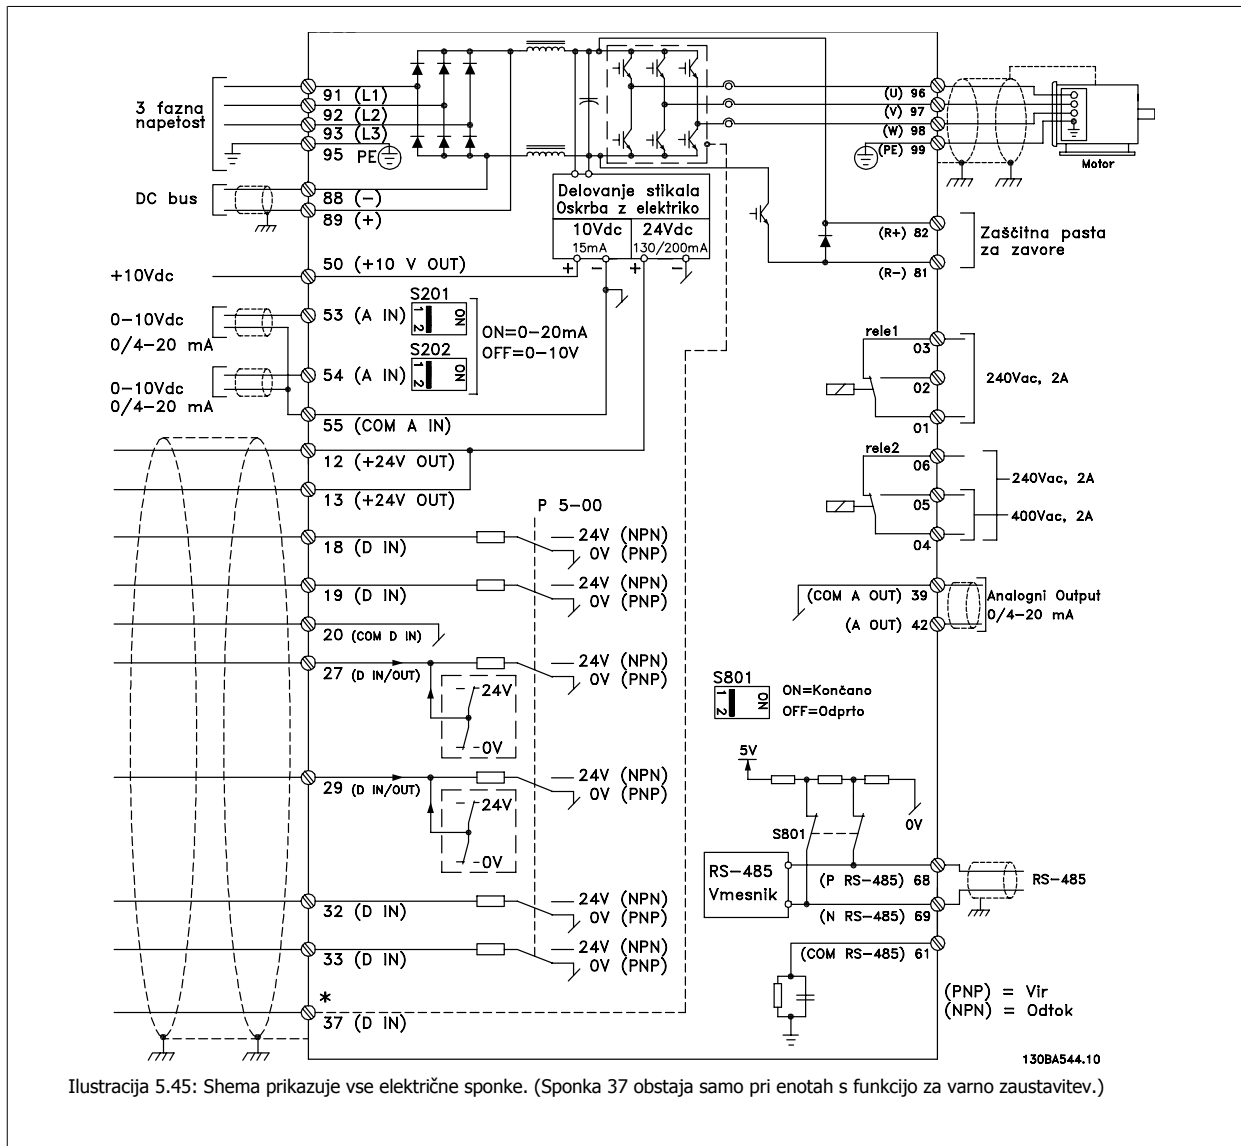 3 fazna
napetost
91 (L1)
92 (L2)
93 (L3)
95 PE
DC bus
88 (-)
89 (+)
+10Vdc
50 (+10 V OUT)
0-10Vdc
0/4-20 mA
53 (A IN)
S201
1 2
ON
ON=0-20mA
OFF=0-10V
S202
1 2
ON
0-10Vdc
0/4-20 mA
54 (A IN)
55 (COM A IN)
12 (+24V OUT)
13 (+24V OUT)
P 5-00
18 (D IN)
24V (NPN)
0V (PNP)
19 (D IN)
24V (NPN)
0V (PNP)
20 (COM D IN)
27 (D IN/OUT)
24V (NPN)
0V (PNP)
24V
0V
29 (D IN/OUT)
24V (NPN)
0V (PNP)
24V
0V
32 (D IN)
24V (NPN)
0V (PNP)
33 (D IN)
24V (NPN)
0V (PNP)
*
37 (D IN)
Delovanje stikala
Oskrba z elektriko
10Vdc
15mA
24Vdc
130/200mA
+ - + -
(U) 96
(V) 97
(W) 98
(PE) 99
Motor
(R+) 82
(R-) 81
Zaščitna pasta
za zavore
rele1
03
02
01
240Vac, 2A
rele2
06
05
04
240Vac, 2A
400Vac, 2A
(COM A OUT) 39
(A OUT) 42
Analogni Output
0/4-20 mA
S801
1 2
ON
ON=Končano
OFF=Odprto
5V
0V
S801
RS-485
Vmesnik
(P RS-485) 68
(N RS-485) 69
(COM RS-485) 61
RS-485
(PNP) = Vir
(NPN) = Odtok
130BA544.10
Ilustracija 5.45: Shema prikazuje vse električne sponke. (Sponka 37 obstaja samo pri enotah s funkcijo za varno zaustavitev.)